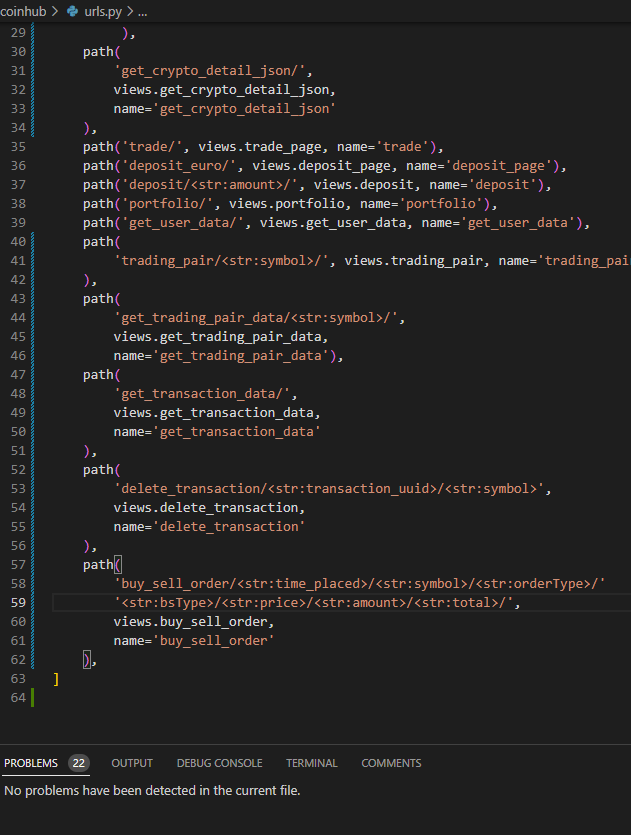 coinhub > urls.py > ...
29 ),
30 path(
31 'get_crypto_detail_json/',
32 views.get_crypto_detail_json,
33 name='get_crypto_detail_json'
34 ),
35 path('trade/', views.trade_page, name='trade'),
36 path('deposit_euro/', views.deposit_page, name='deposit_page'),
37 path('deposit/<str:amount>/', views.deposit, name='deposit'),
38 path('portfolio/', views.portfolio, name='portfolio'),
39 path('get_user_data/', views.get_user_data, name='get_user_data'),
40 path(
41 'trading_pair/<str:symbol>/', views.trading_pair, name='trading_pai
42 ),
43 path(
44 'get_trading_pair_data/<str:symbol>/',
45 views.get_trading_pair_data,
46 name='get_trading_pair_data'),
47 path(
48 'get_transaction_data/',
49 views.get_transaction_data,
50 name='get_transaction_data'
51 ),
52 path(
53 'delete_transaction/<str:transaction_uuid>/<str:symbol>',
54 views.delete_transaction,
55 name='delete_transaction'
56 ),
57 path(
58 'buy_sell_order/<str:time_placed>/<str:symbol>/<str:orderType>/'
59 '<str:bsType>/<str:price>/<str:amount>/<str:total>/',
60 views.buy_sell_order,
61 name='buy_sell_order'
62 ),
63 ]
64
PROBLEMS 22 OUTPUT DEBUG CONSOLE TERMINAL COMMENTS
No problems have been detected in the current file.